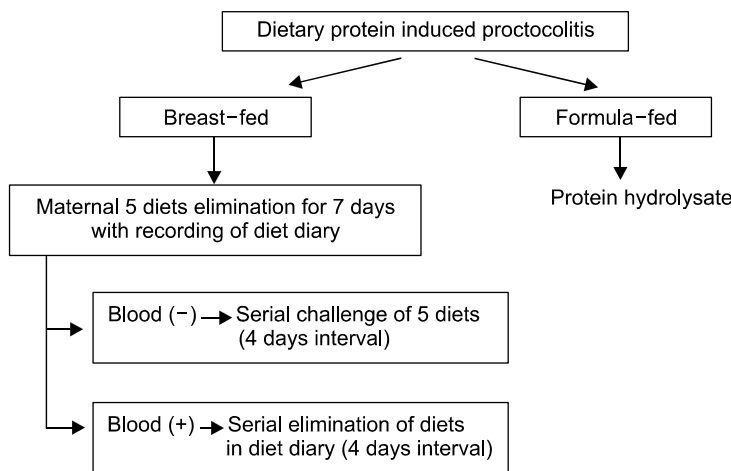 Dietary protein induced proctocolitis
Breast−fed
Formula−fed
Protein hydrolysate
Maternal 5 diets elimination for 7 days
with recording of diet diary
Blood (−) → Serial challenge of 5 diets
(4 days interval)
Blood (+) → Serial elimination of diets
in diet diary (4 days interval)